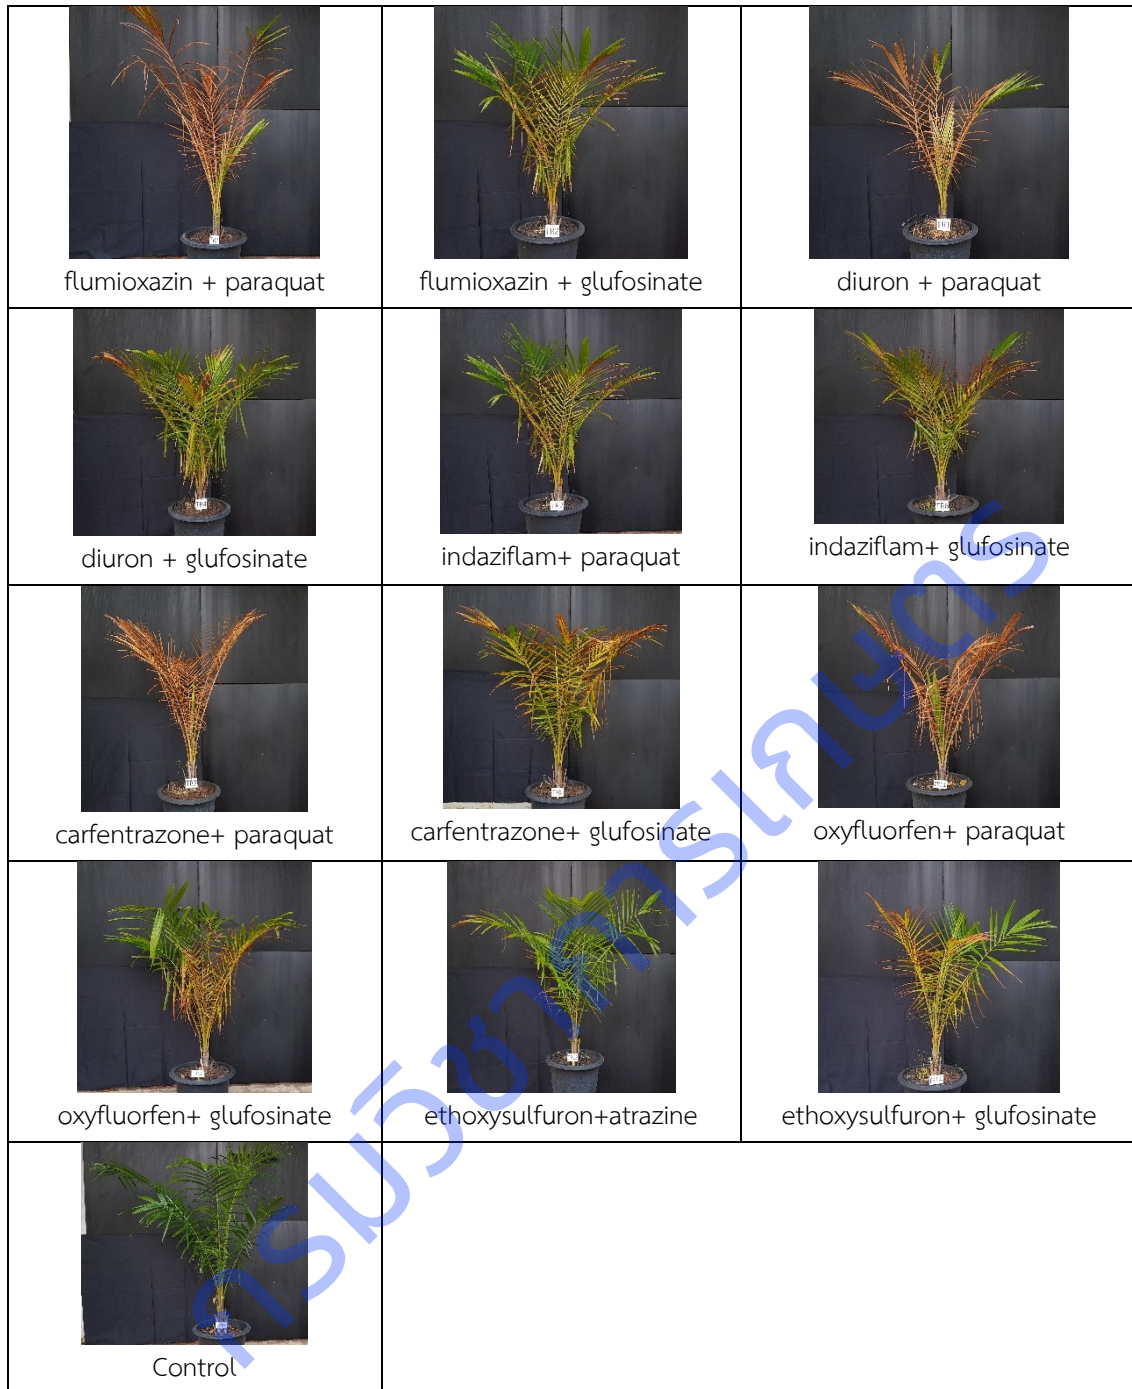 flumioxazin + paraquat
flumioxazin + glufosinate
diuron + paraquat
diuron + glufosinate
indaziflam+ paraquat
indaziflam+ glufosinate
carfentrazone+ paraquat
carfentrazone+ glufosinate
oxyfluorfen+ paraquat
oxyfluorfen+ glufosinate
ethoxysulfuron+atrazine
ethoxysulfuron+ glufosinate
Control
กรมวิชาการเกษตร